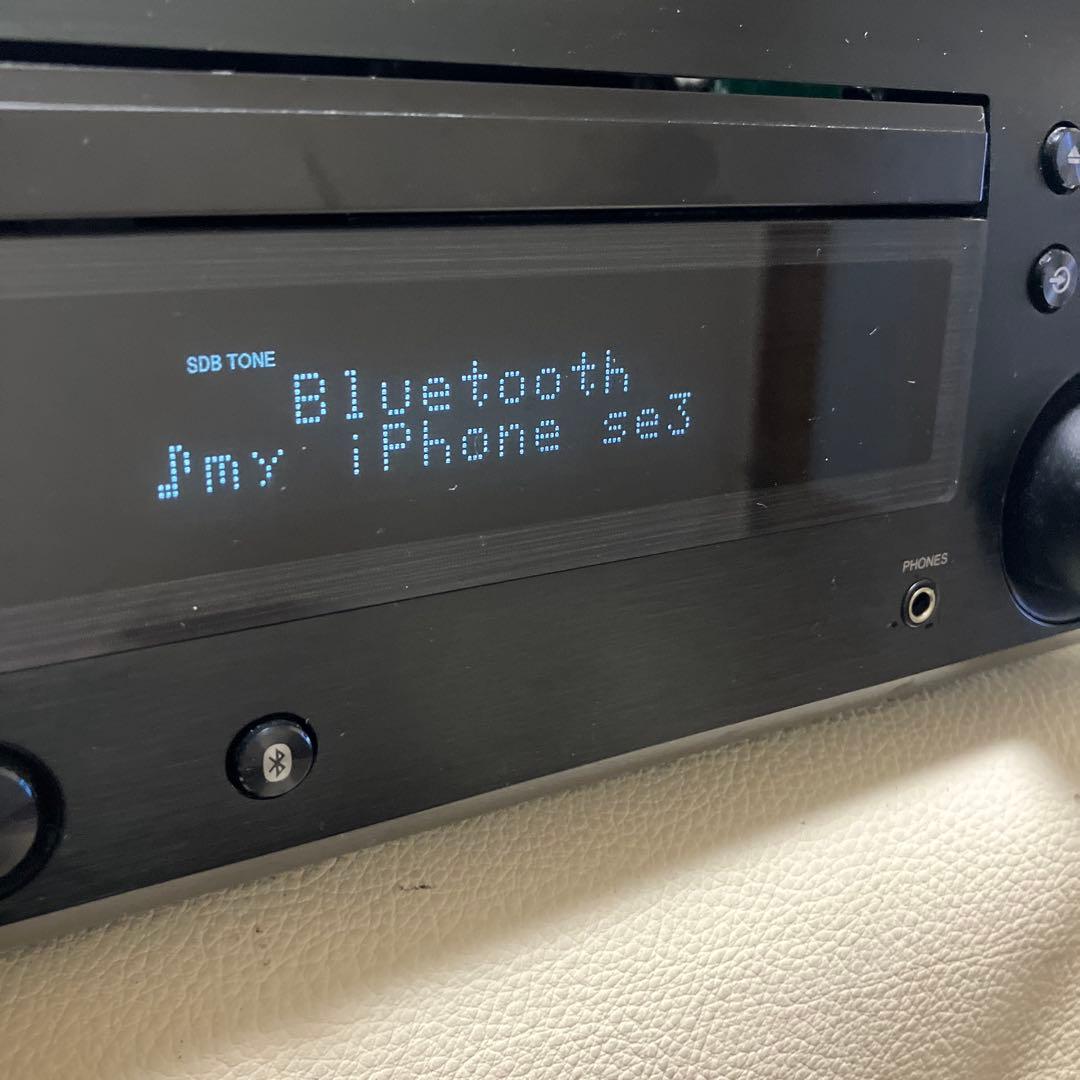 SDB TONE
Bluetooth
♪my iPhone se3
PHONES